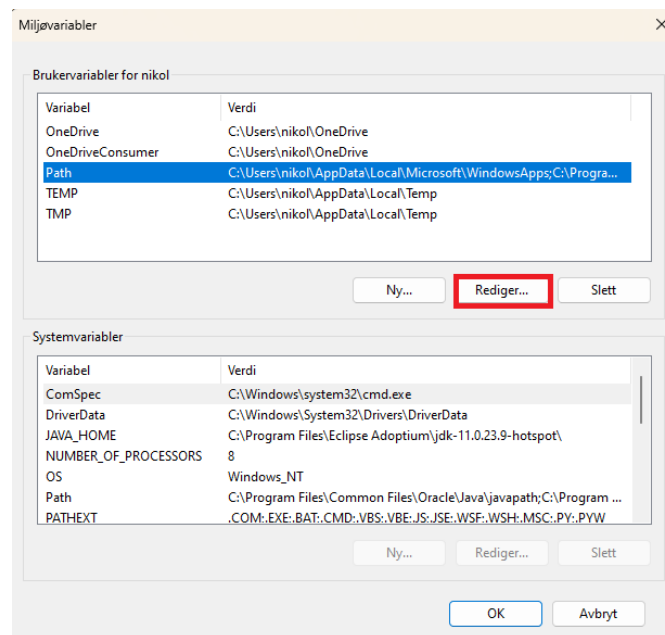 Miljøvariabler
Brukervariabler for nikol
Variabel Verdi
OneDrive C:\Users\nikol\OneDrive
OneDriveConsumer C:\Users\nikol\OneDrive
Path C:\Users\nikol\AppData\Local\Microsoft\WindowsApps;C:\Progra...
TEMP C:\Users\nikol\AppData\Local\Temp
TMP C:\Users\nikol\AppData\Local\Temp
Ny... Rediger... Slett
Systemvariabler
Variabel Verdi
ComSpec C:\Windows\system32\cmd.exe
DriverData C:\Windows\System32\Drivers\DriverData
JAVA_HOME C:\Program Files\Eclipse Adoptium\jdk-11.0.23.9-hotspot\
NUMBER_OF_PROCESSORS 8
OS Windows_NT
Path C:\Program Files\Common Files\Oracle\Java\javapath;C:\Program ...
PATHEXT .COM;.EXE;.BAT;.CMD;.VBS;.VBE;.JS;.JSE;.WSF;.WSH;.MSC;.PY;.PYW
Ny... Rediger... Slett
OK Avbryt